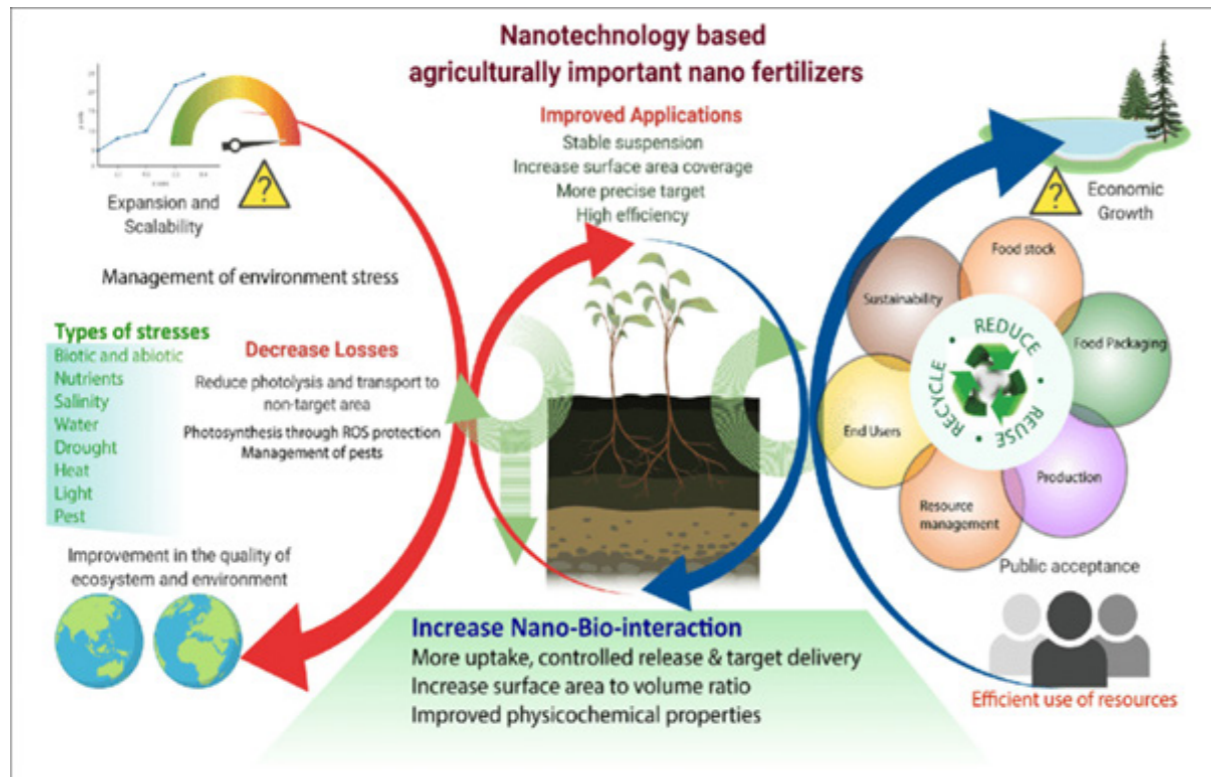 Nanotechnology based
agriculturally important nano fertilizers
Improved Applications
Stable suspension
Increase surface area coverage
More precise target
High efficiency
Expansion and
Scalability
?
Management of environment stress
Types of stresses
Biotic and abiotic
Nutrients
Salinity
Water
Drought
Heat
Light
Pest
Decrease Losses
Reduce photolysis and transport to
non-target area
Photosynthesis through ROS protection
Management of pests
Improvement in the quality of
ecosystem and environment
Increase Nano-Bio-interaction
More uptake, controlled release & target delivery
Increase surface area to volume ratio
Improved physicochemical properties
?
Economic
Growth
Food stock
Sustainability
Food Packaging
REDUCE
REUSE
RECYCLE
End Users
Production
Resource
management
Public acceptance
Efficient use of resources